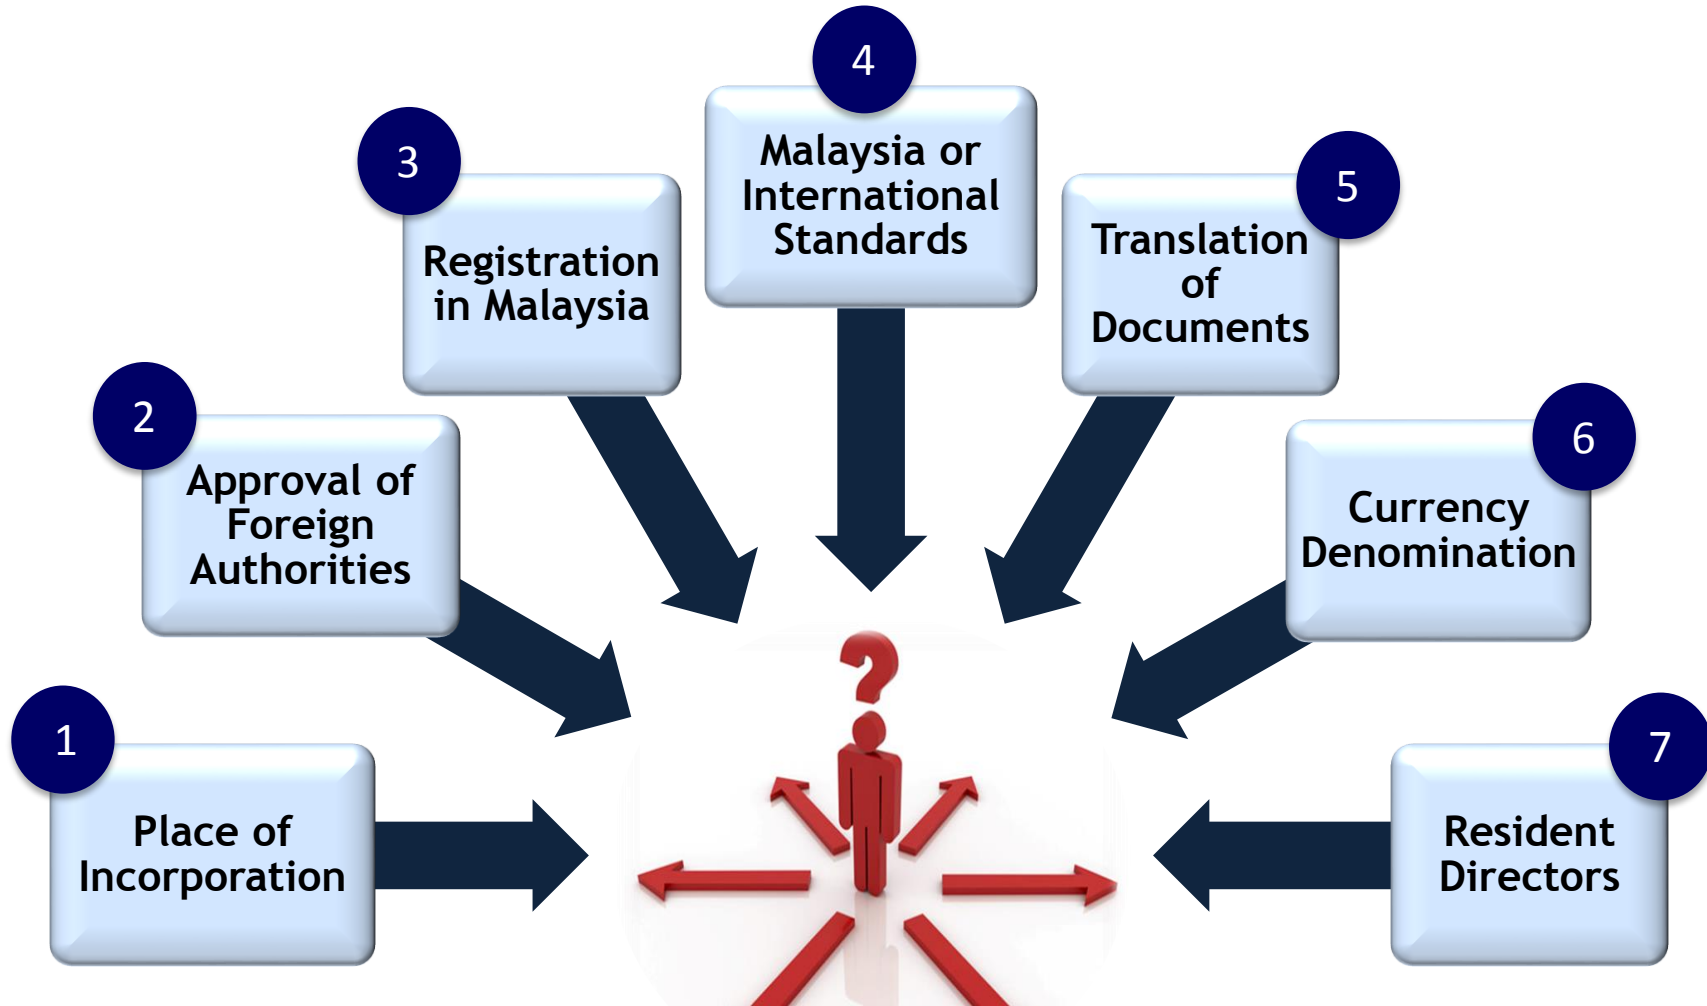 1
Place of
Incorporation
2
Approval of
Foreign
Authorities
3
Registration
in Malaysia
4
Malaysia or
International
Standards
5
Translation
of
Documents
6
Currency
Denomination
7
Resident
Directors
?